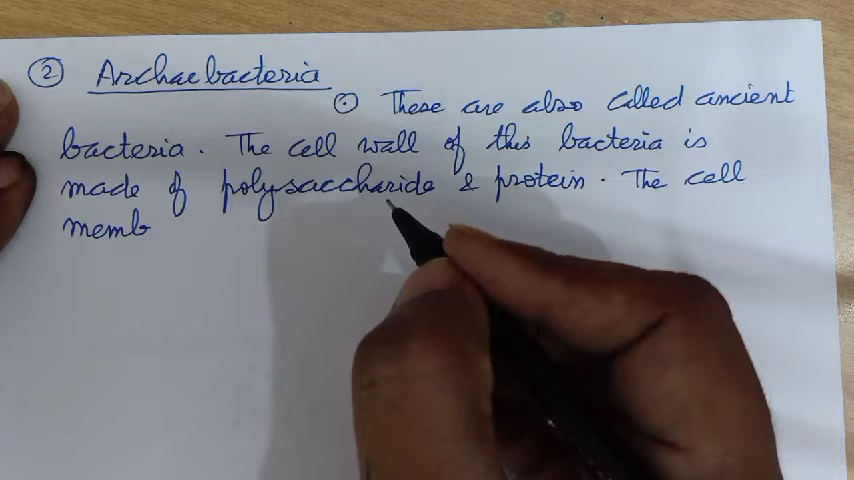 ② Archaebacteria
⊙ These are also called ancient
bacteria. The cell wall of this bacteria is
made of polysaccharide & protein. The cell
memb